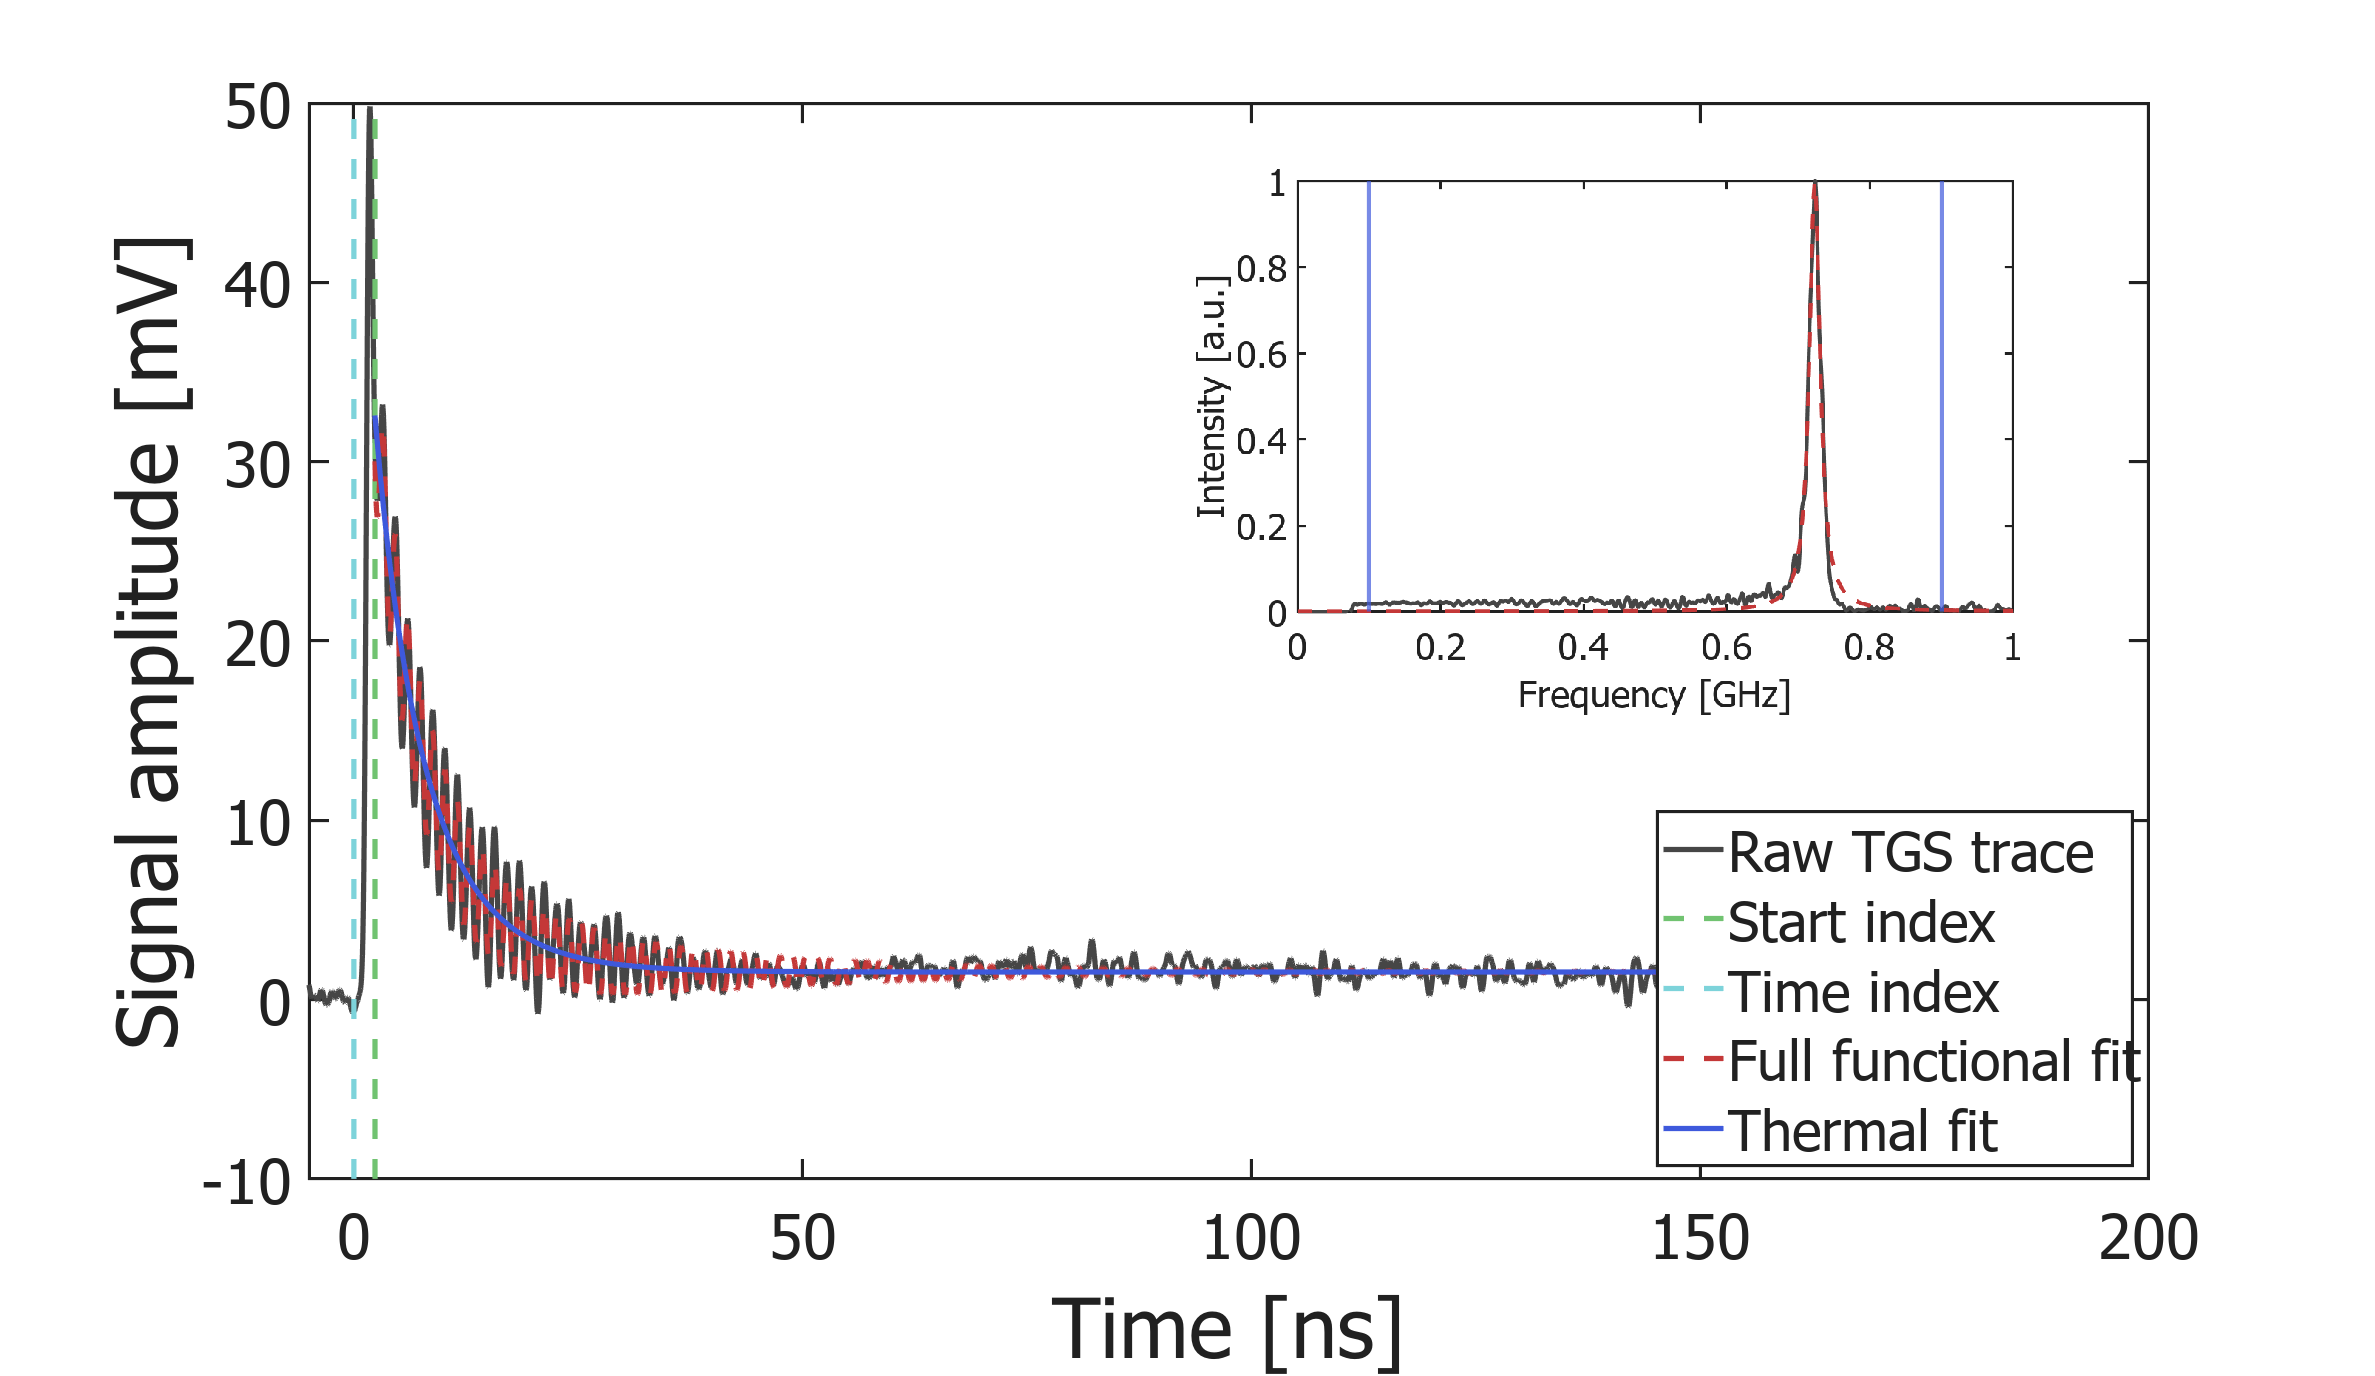 Signal amplitude [mV]
50
40
30
20
10
0
-10
0 50 100 150 200
Time [ns]
Intensity [a.u.]
1
0.8
0.6
0.4
0.2
0
0 0.2 0.4 0.6 0.8 1
Frequency [GHz]
Raw TGS trace
Start index
Time index
Full functional fit
Thermal fit